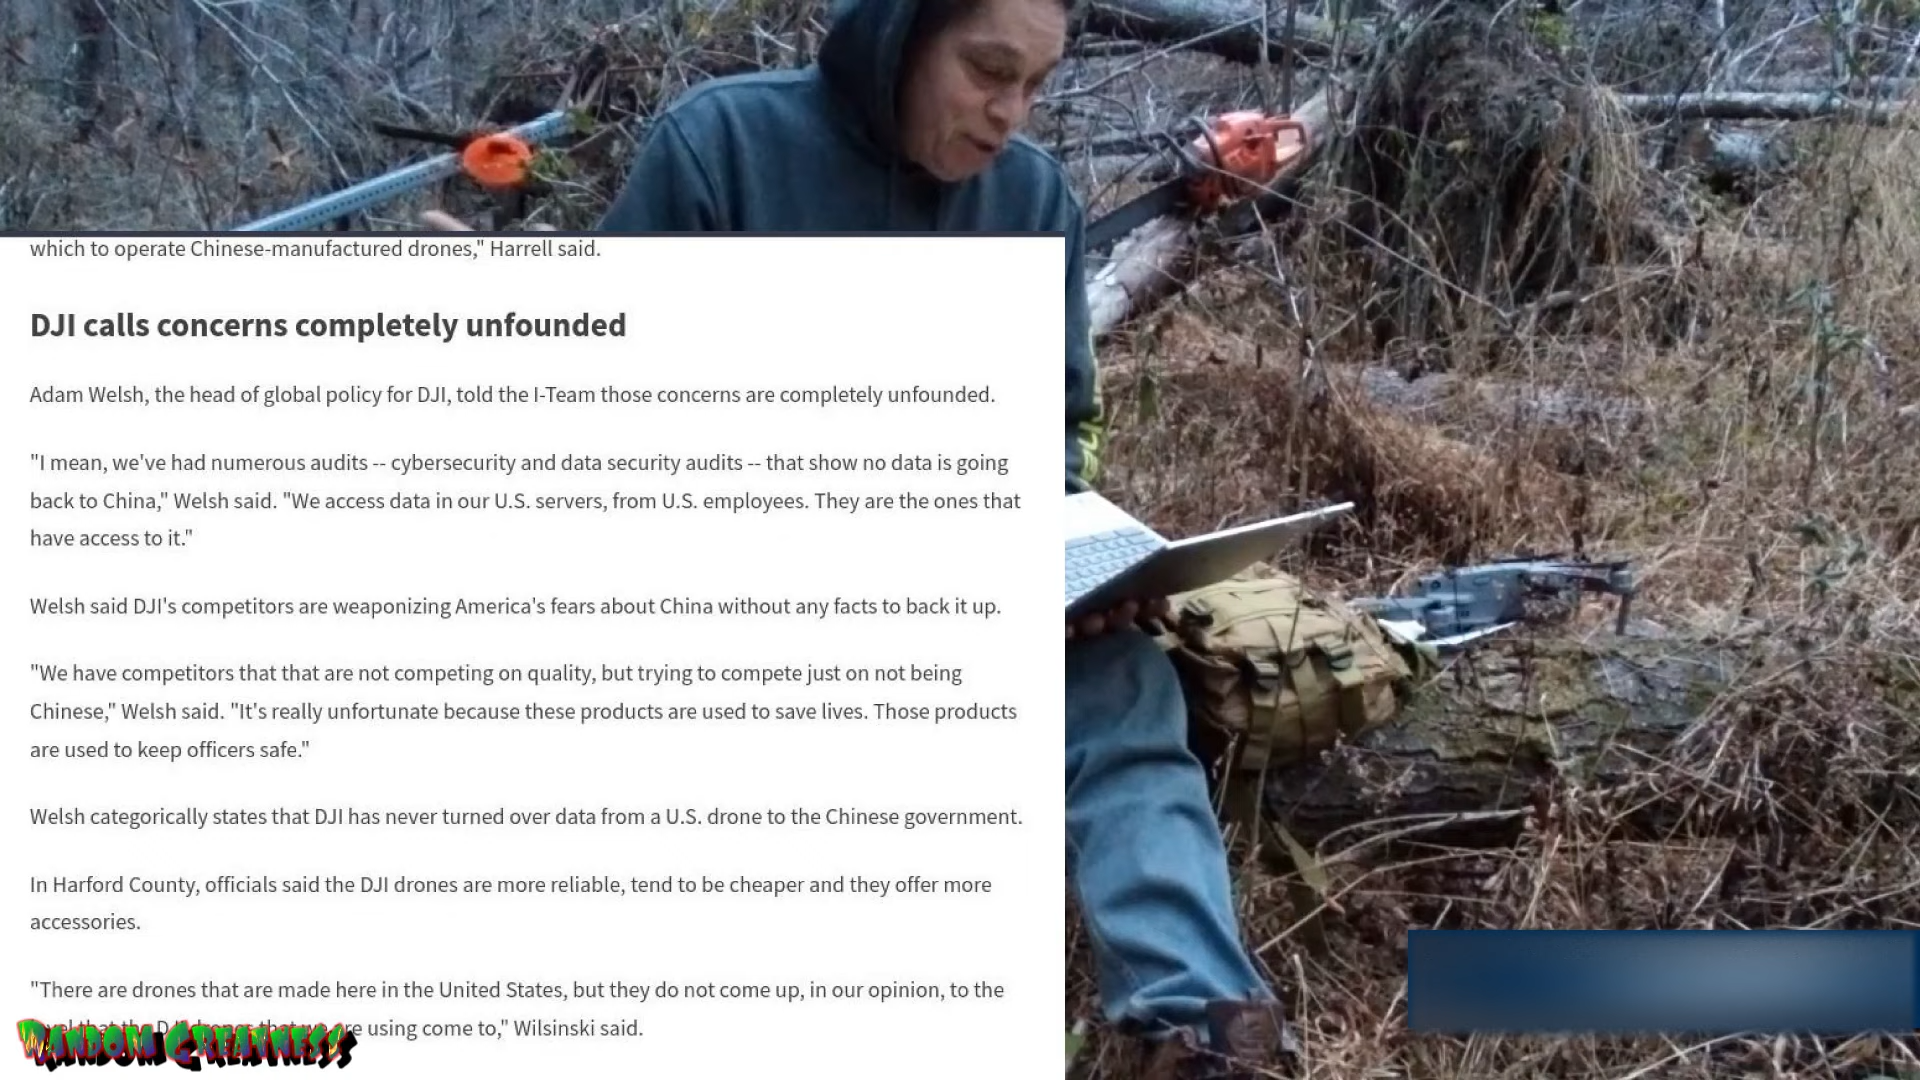 which to operate Chinese-manufactured drones," Harrell said.
DJI calls concerns completely unfounded
Adam Welsh, the head of global policy for DJI, told the I-Team those concerns are completely unfounded.
"I mean, we've had numerous audits -- cybersecurity and data security audits -- that show no data is going
back to China," Welsh said. "We access data in our U.S. servers, from U.S. employees. They are the ones that
have access to it."
Welsh said DJI's competitors are weaponizing America's fears about China without any facts to back it up.
"We have competitors that that are not competing on quality, but trying to compete just on not being
Chinese," Welsh said. "It's really unfortunate because these products are used to save lives. Those products
are used to keep officers safe."
Welsh categorically states that DJI has never turned over data from a U.S. drone to the Chinese government.
In Harford County, officials said the DJI drones are more reliable, tend to be cheaper and they offer more
accessories.
"There are drones that are made here in the United States, but they do not come up, in our opinion, to the
using come to," Wilsinski said.
Random Greatness